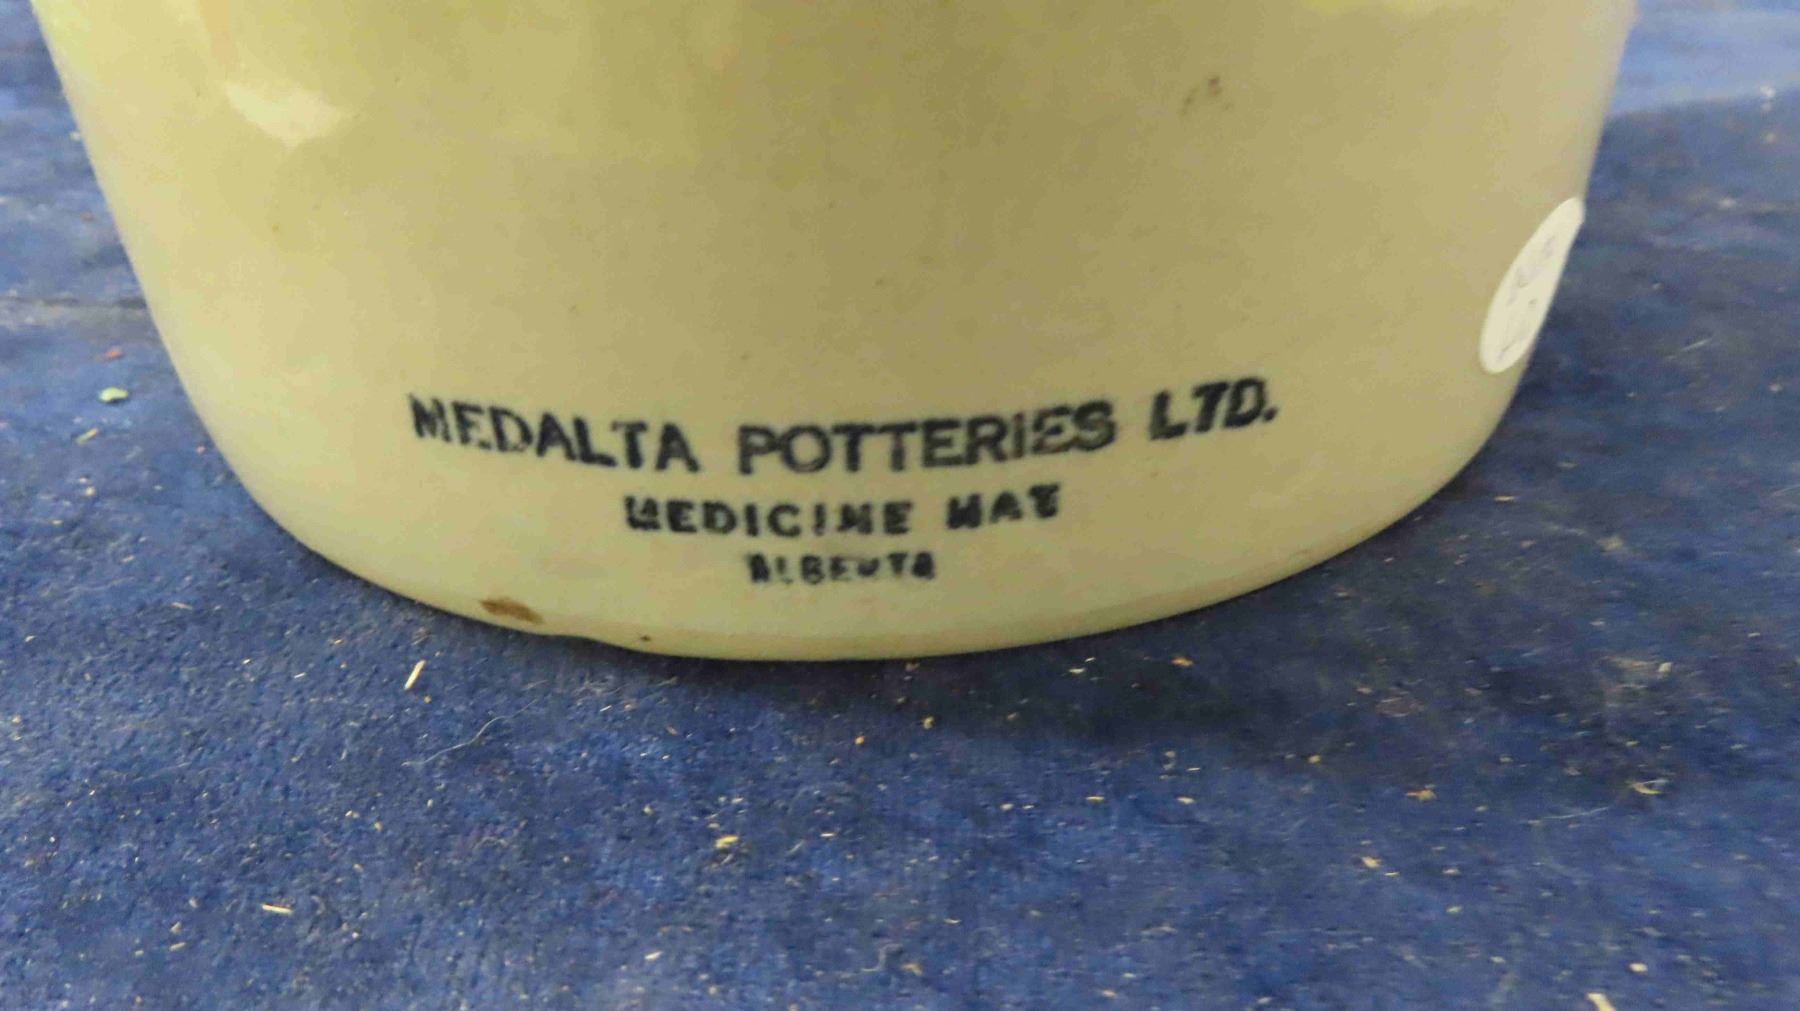 MEDALTA POTTERIES LTD.
MEDICINE HAT
ALBERTA